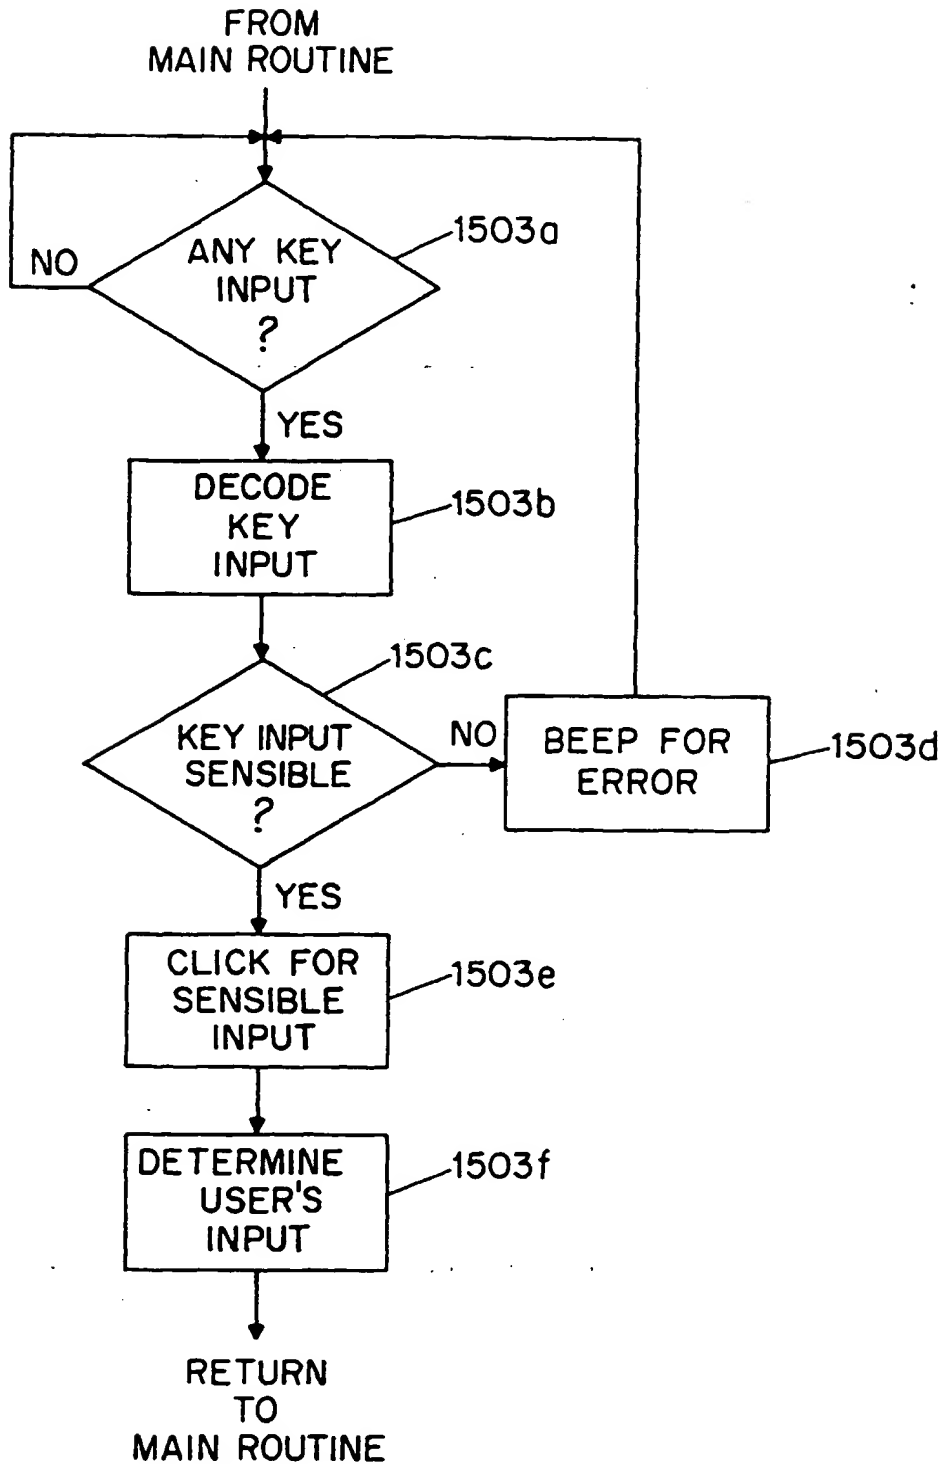 FROM
MAIN ROUTINE
1503a
NO
ANY KEY
INPUT
?
YES
DECODE
KEY
INPUT
1503b
1503c
KEY INPUT
SENSIBLE
?
NO
BEEP FOR
ERROR
1503d
YES
CLICK FOR
SENSIBLE
INPUT
1503e
DETERMINE
USER'S
INPUT
1503f
RETURN
TO
MAIN ROUTINE